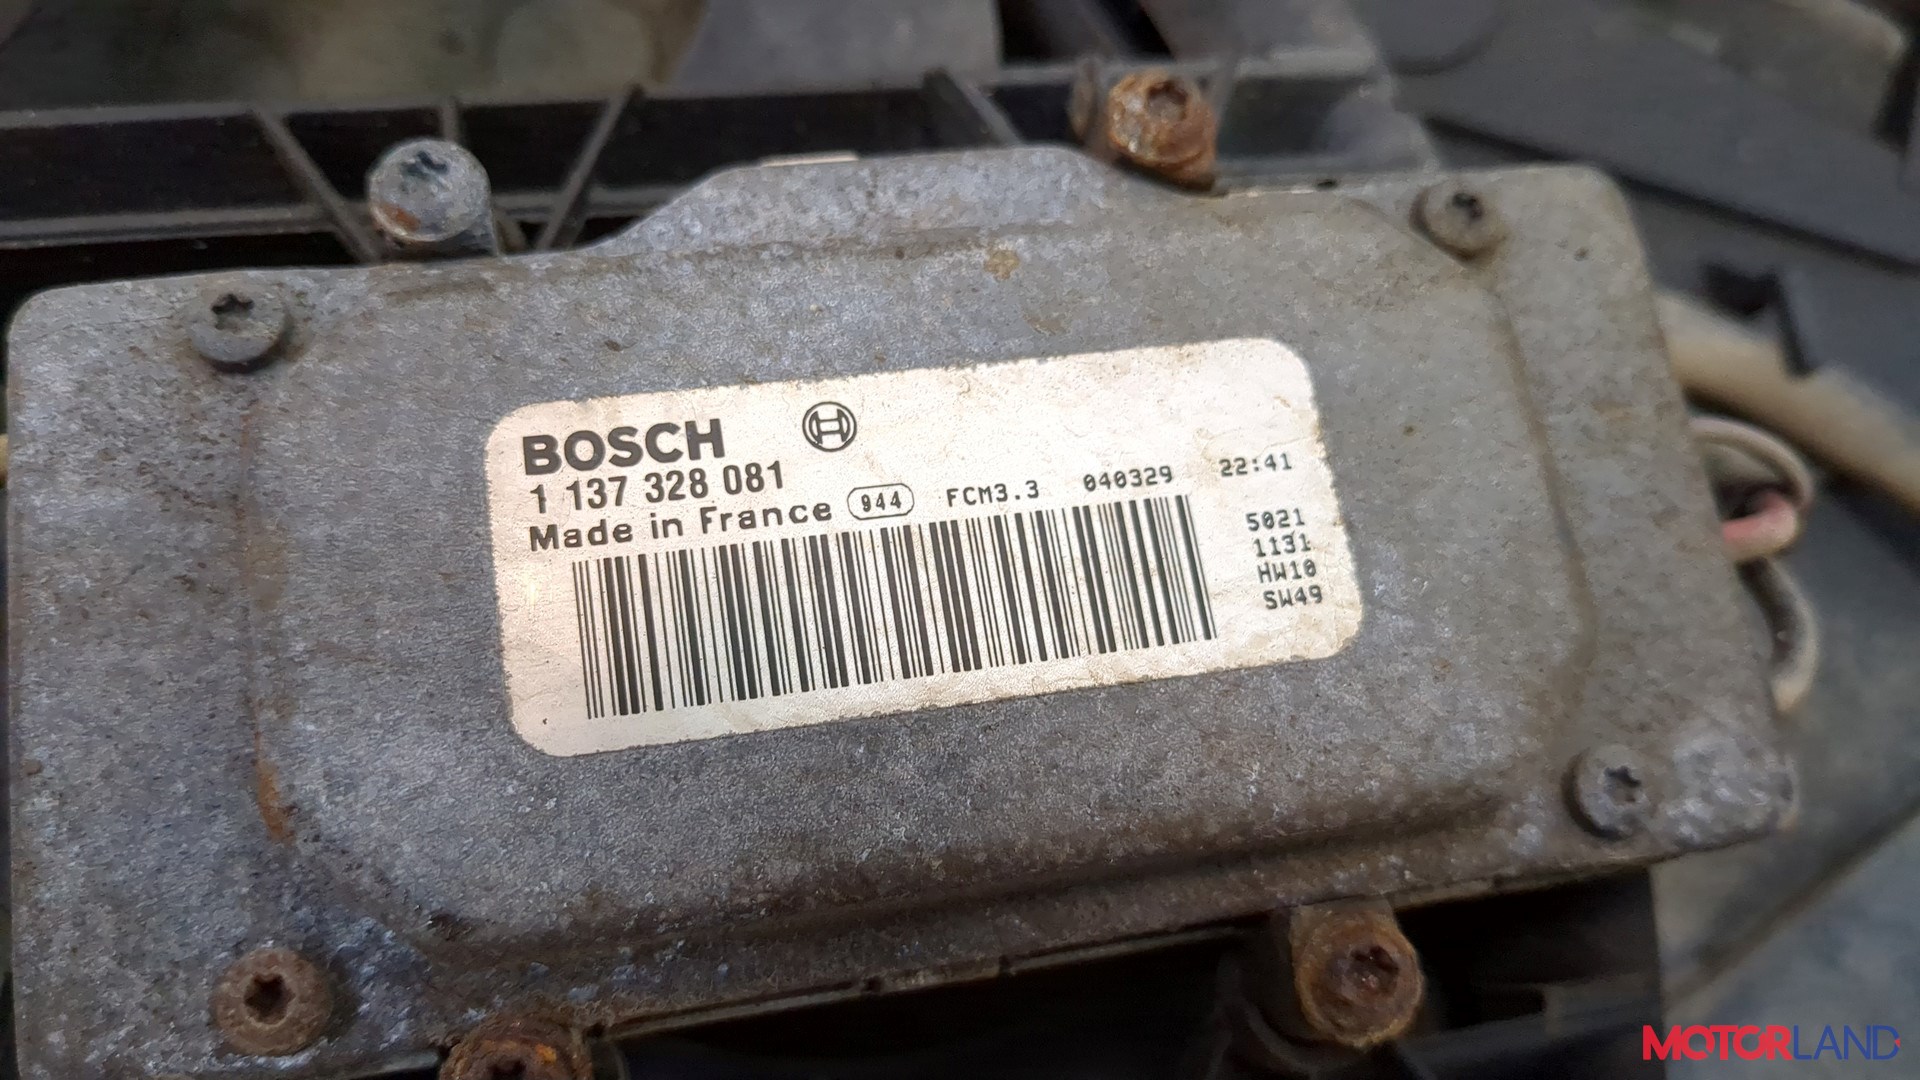 BOSCH
1 137 328 081
Made in France 944 FCM3.3 040329 22:41
5021
1131
HW10
SW49
MOTORLAND